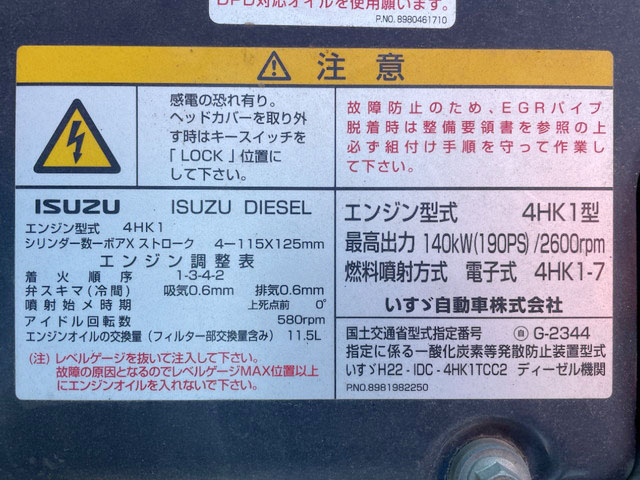 DPD対応オイルを使用願います。
P.NO. 8980461710
⚠ 注意
感電の恐れ有り。
ヘッドカバーを取り外
す時はキースイッチを
「LOCK」位置に
して下さい。
故障防止のため、EGRパイプ
脱着時は整備要領書を参照の上
必ず組付け手順を守って作業し
て下さい。
ISUZU ISUZU DIESEL
エンジン型式 4HK1
シリンダー数ーボアX ストローク 4ー115X125mm
エンジン調整表
着火順序 1-3-4-2
弁スキマ(冷間) 吸気0.6mm 排気0.6mm
噴射始メ時期 上死点前 0°
アイドル回転数 580rpm
エンジンオイルの交換量(フィルター部交換量含み) 11.5L
(注)レベルゲージを抜いて注入して下さい。
故障の原因となるのでレベルゲージMAX位置以上
にエンジンオイルを入れないで下さい。
エンジン型式 4HK1型
最高出力 140kW(190PS)/2600rpm
燃料噴射方式 電子式 4HK1-7
いすゞ自動車株式会社
国土交通省型式指定番号 自 G-2344
指定に係る一酸化炭素等発散防止装置型式
いすゞH22-IDC-4HK1TCC2 ディーゼル機関
P.NO.8981982250